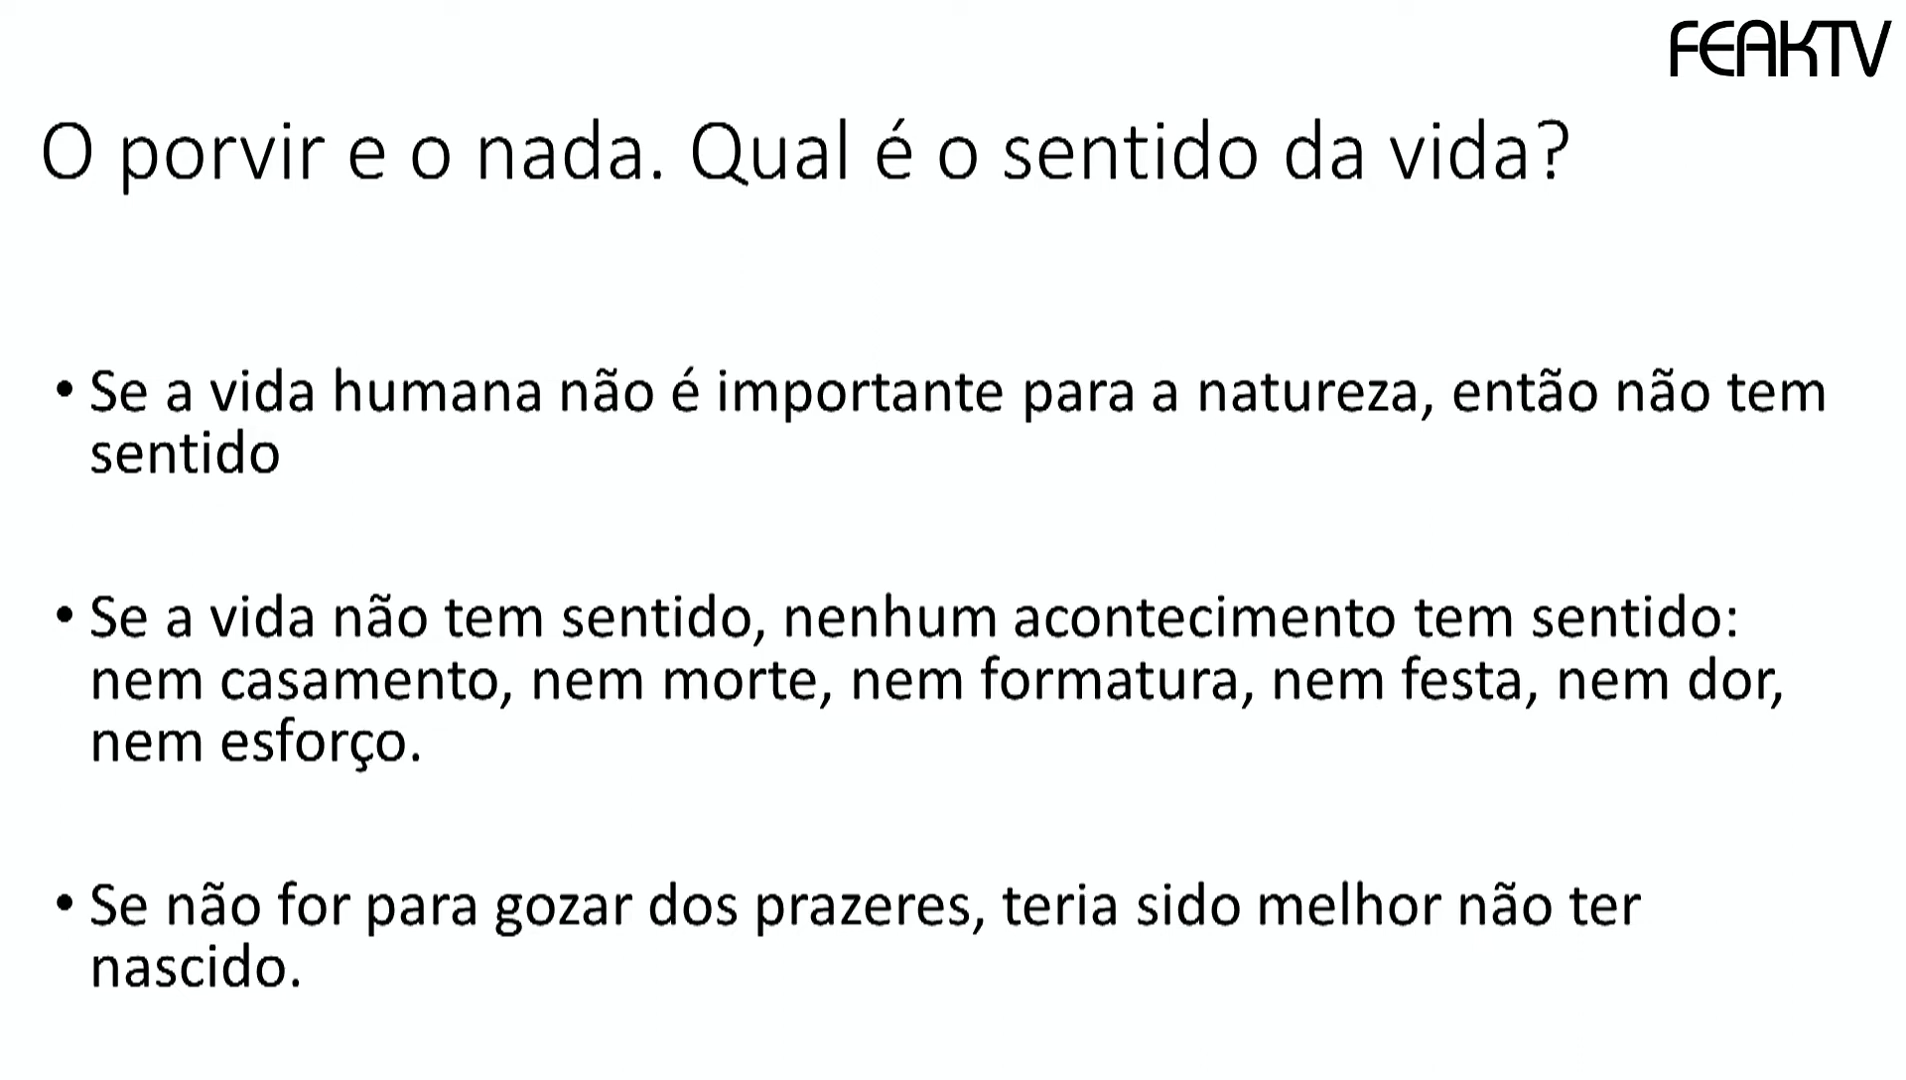 FEAKTV
O porvir e o nada. Qual é o sentido da vida?
• Se a vida humana não é importante para a natureza, então não tem
sentido
• Se a vida não tem sentido, nenhum acontecimento tem sentido:
nem casamento, nem morte, nem formatura, nem festa, nem dor,
nem esforço.
• Se não for para gozar dos prazeres, teria sido melhor não ter
nascido.